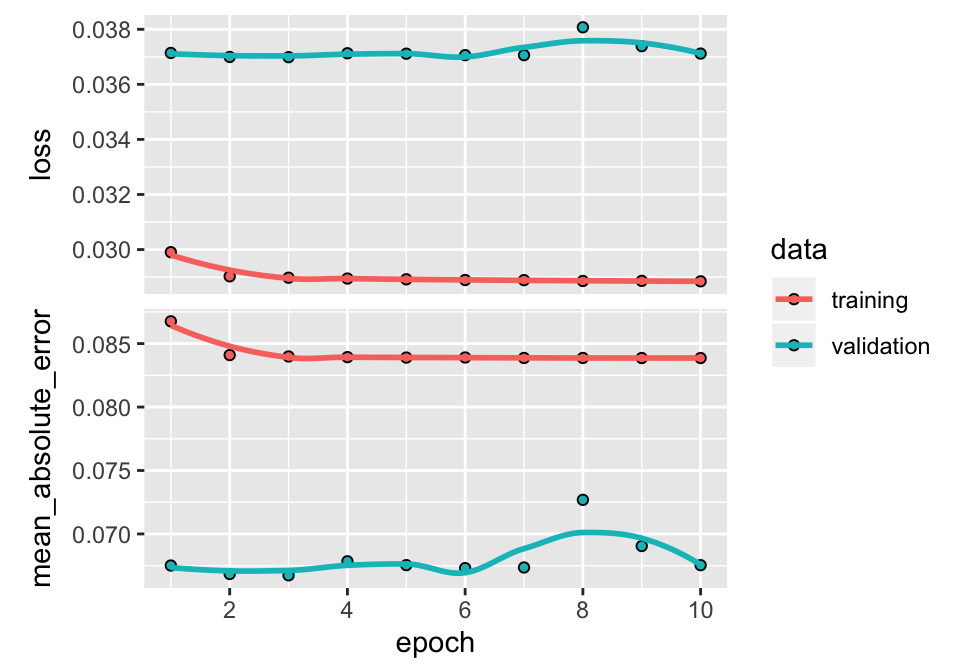 0.038
0.036
0.034
0.032
0.030
loss
0.085
0.080
0.075
0.070
mean_absolute_error
2 4 6 8 10
epoch
data
training
validation